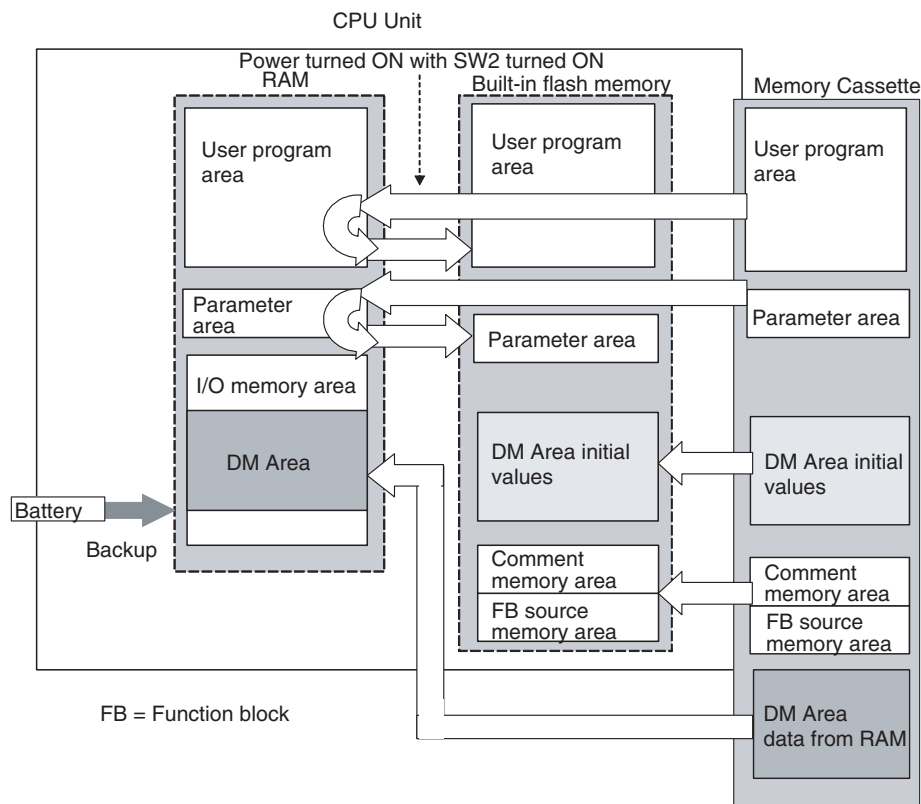 CPU Unit
Power turned ON with SW2 turned ON
RAM
Built-in flash memory
Memory Cassette
User program
area
User program
area
User program
area
Parameter
area
Parameter area
Parameter area
I/O memory area
DM Area
DM Area initial
values
DM Area initial
values
Battery
Backup
Comment
memory area
FB source
memory area
Comment
memory area
FB source
memory area
FB = Function block
DM Area
data from RAM